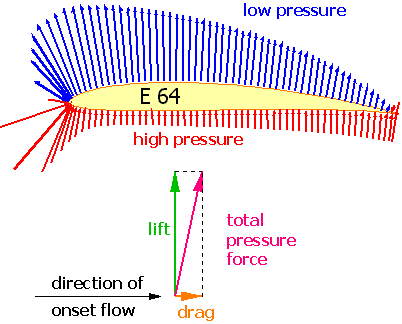 low pressure
E 64
high pressure
lift
total
pressure
force
direction of
onset flow
drag